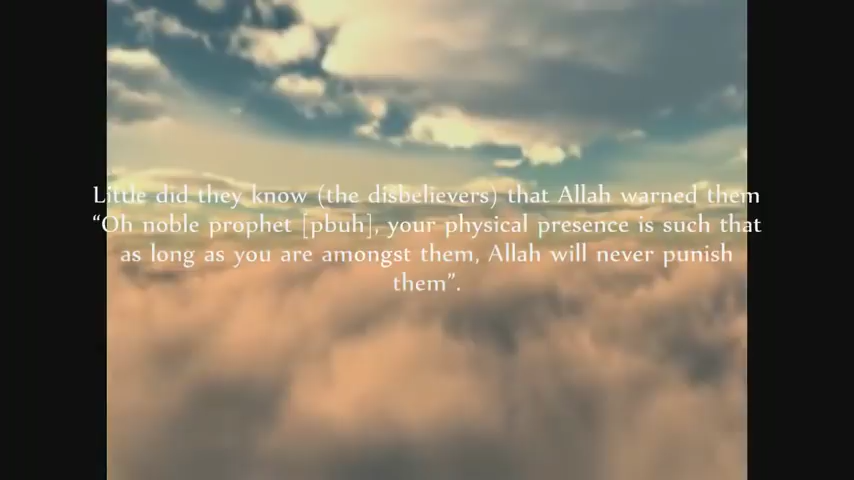 Little did they know (the disbelievers) that Allah warned them
“Oh noble prophet [pbuh], your physical presence is such that
as long as you are amongst them, Allah will never punish
them”.